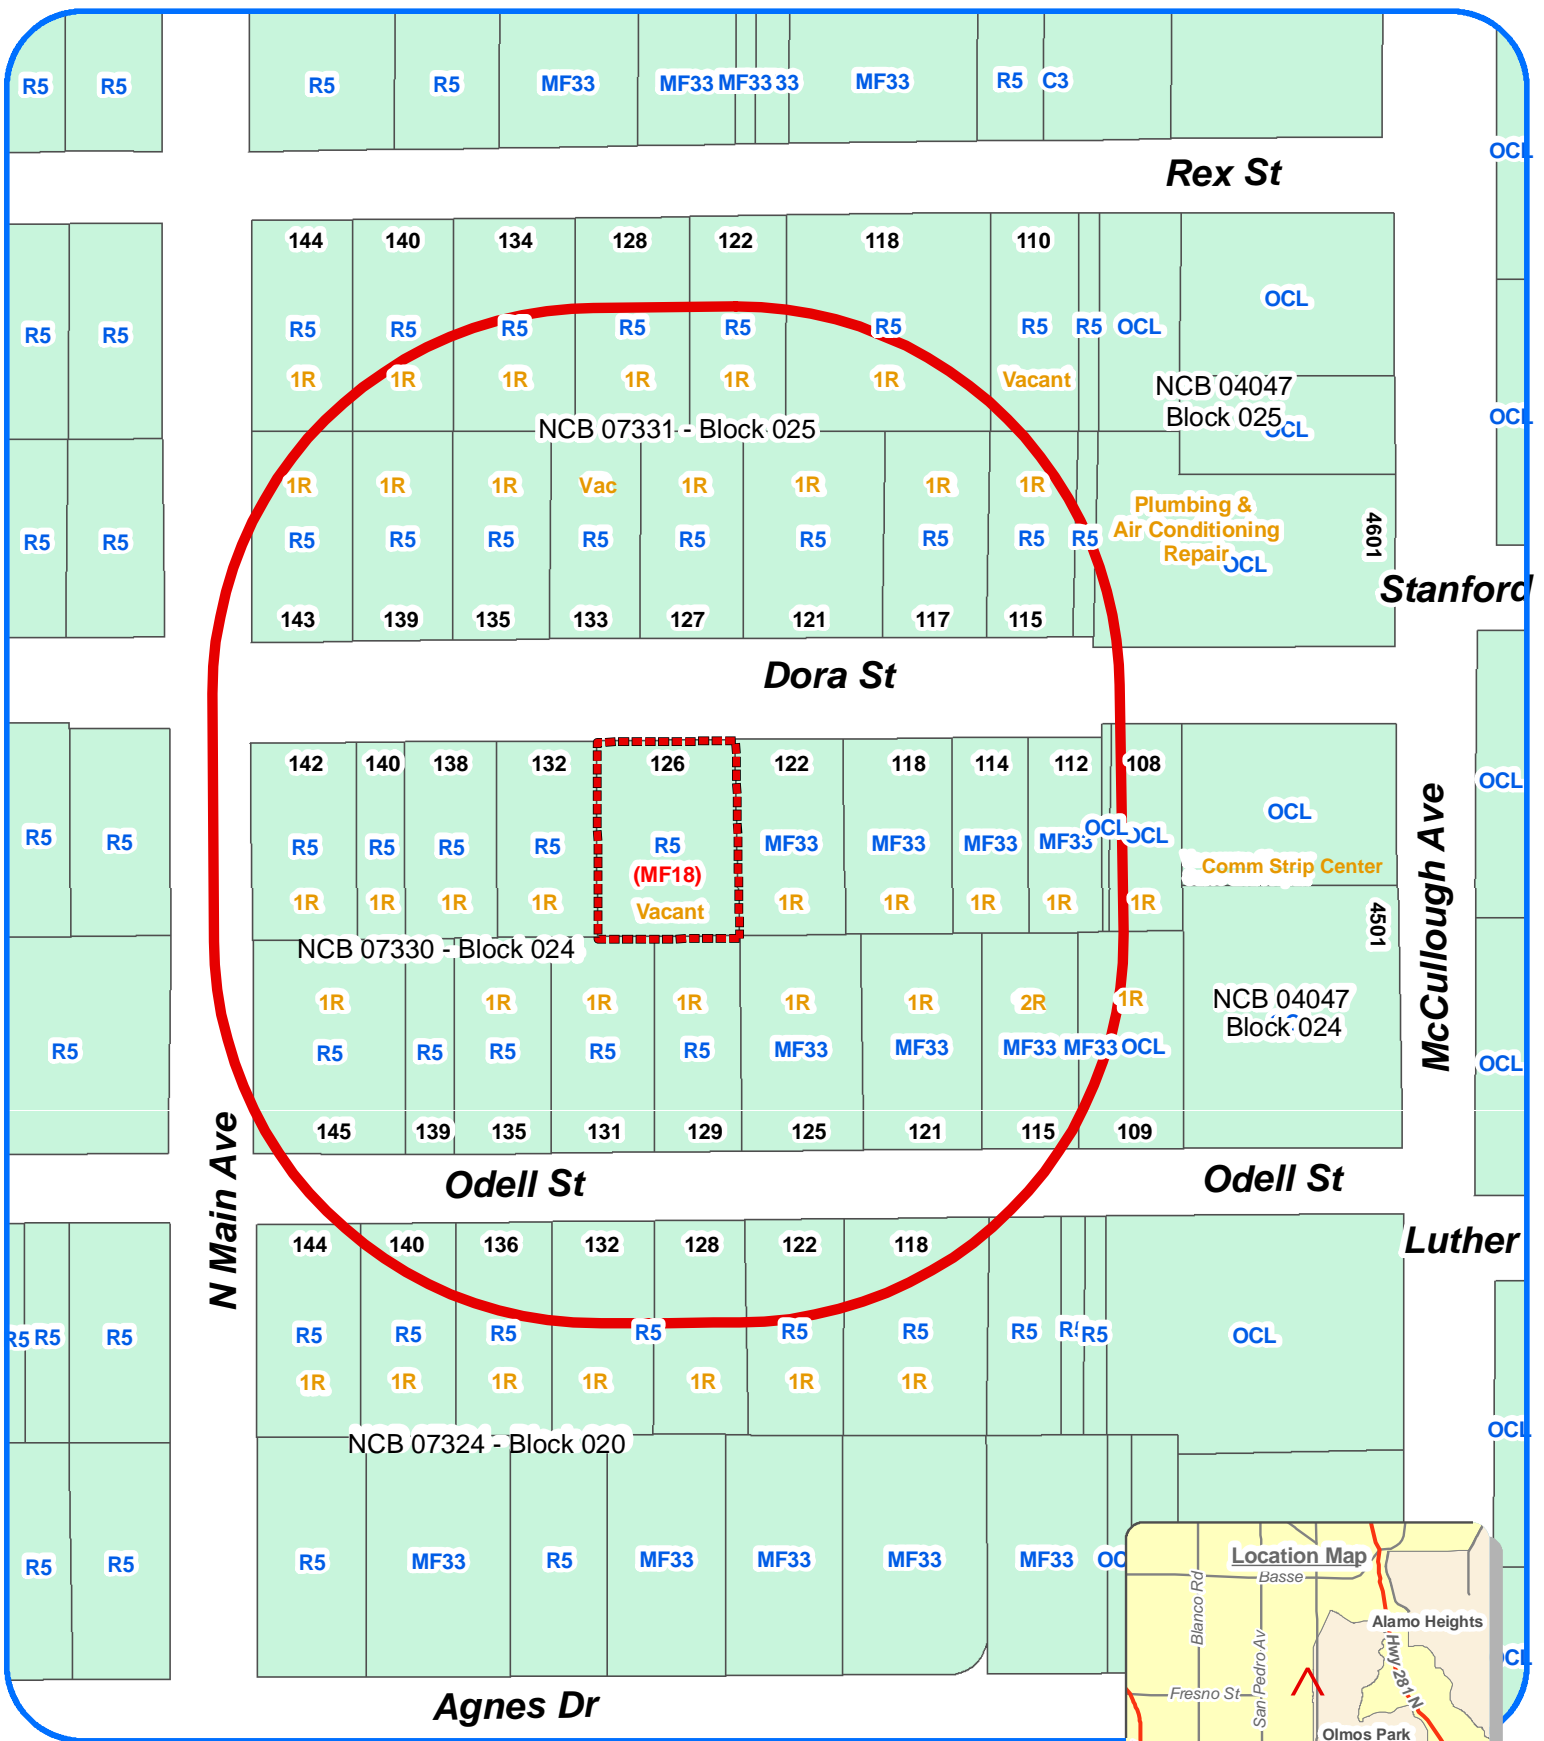 R5 R5 R5 R5 MF33 MF33 MF33 33 MF33 R5 C3
OCL
Rex St
144 140 134 128 122 118 110
OCL
R5 R5 R5 R5 R5 R5 R5 R5 R5 R5 OCL
1R 1R 1R 1R 1R 1R Vacant
NCB 04047
Block 025
OCL
OCL
NCB 07331 - Block 025
1R 1R 1R Vac 1R 1R 1R 1R
Plumbing &
Air Conditioning
Repair
OCL
4601
R5 R5 R5 R5 R5 R5 R5 R5 R5 R5 R5
Stanford
143 139 135 133 127 121 117 115
Dora St
142 140 138 132 126 122 118 114 112 108
OCL
OCL
R5 R5 R5 R5 R5 R5 R5 MF33 MF33 MF33 MF33 OCL OCL
(MF18)
Comm Strip Center
1R 1R 1R 1R Vacant 1R 1R 1R 1R 1R
4501
McCullough Ave
NCB 07330 - Block 024
1R 1R 1R 1R 1R 1R 2R 1R
NCB 04047
Block 024
R5 R5 R5 R5 R5 R5 MF33 MF33 MF33 MF33 OCL
OCL
145 139 135 131 129 125 121 115 109
N Main Ave
Odell St
Odell St
Luther
144 140 136 132 128 122 118
R5 R5 R5 R5 R5 R5 R5 R5 R5 R5 R5 R5 OCL
1R 1R 1R 1R 1R 1R 1R
OCL
NCB 07324 - Block 020
R5 R5 R5 MF33 R5 MF33 MF33 MF33 MF33 OC
Location Map
Basse
Blanco Rd
San Pedro Av
Alamo Heights
Hwy 281 N
Fresno St
Olmos Park
CL
Agnes Dr